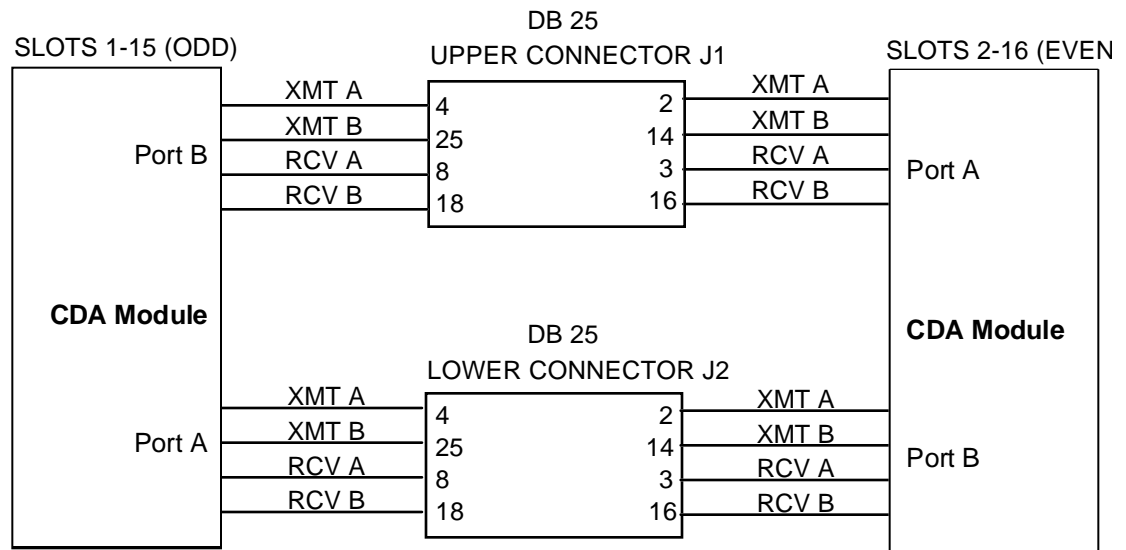 DB 25
SLOTS 1-15 (ODD)
UPPER CONNECTOR J1
SLOTS 2-16 (EVEN
XMT A
4
2
XMT A
XMT B
25
14
XMT B
Port B
RCV A
8
3
RCV A
Port A
RCV B
18
16
RCV B
CDA Module
CDA Module
DB 25
LOWER CONNECTOR J2
XMT A
4
2
XMT A
Port A
XMT B
25
14
XMT B
Port B
RCV A
8
3
RCV A
RCV B
18
16
RCV B